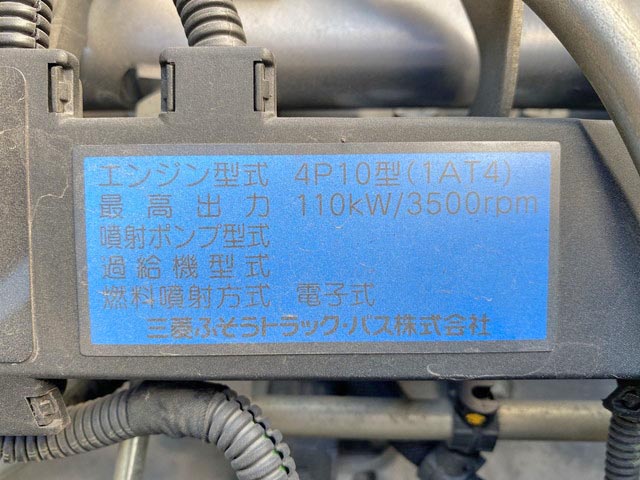 エンジン型式 4P10型(1AT4)
最高出力 110kW/3500rpm
噴射ポンプ型式
過給機型式
燃料噴射方式 電子式
三菱ふそうトラック・バス株式会社